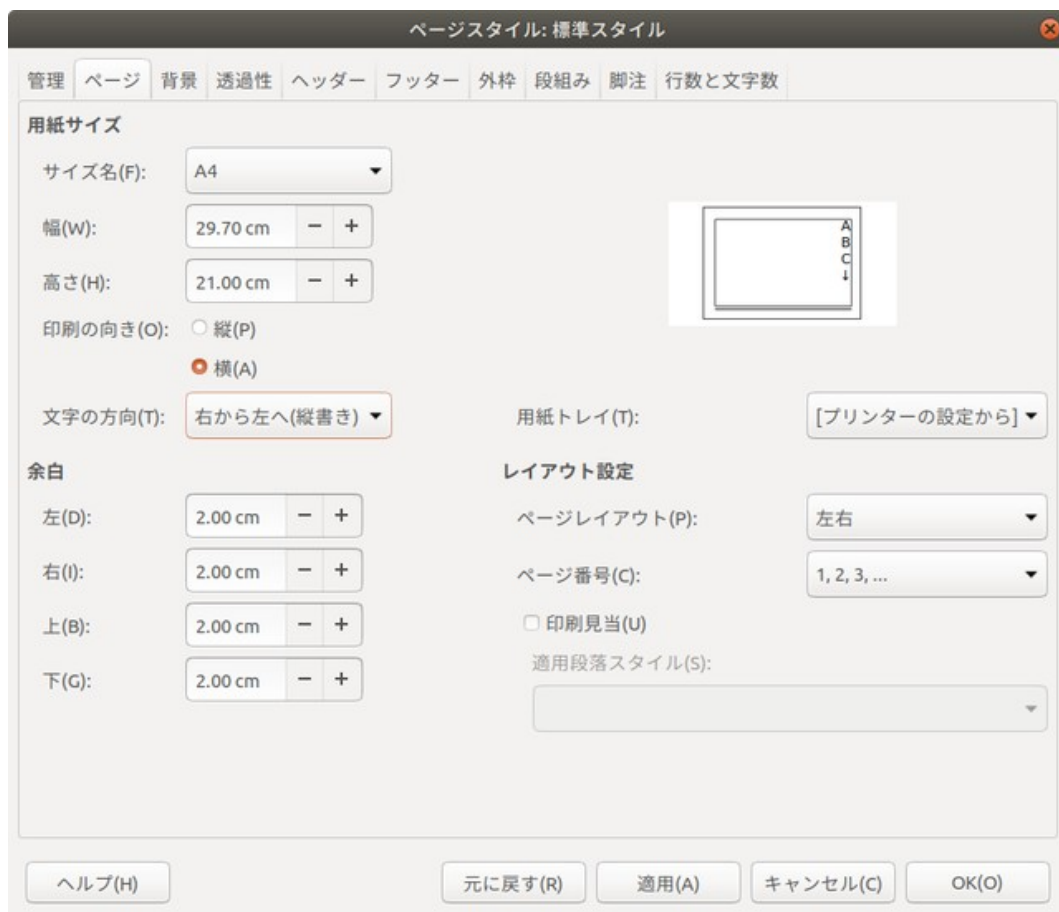 ページスタイル: 標準スタイル
管理 ページ 背景 透過性 ヘッダー フッター 外枠 段組み 脚注 行数と文字数
用紙サイズ
サイズ名(F): A4
幅(W): 29.70 cm − +
高さ(H): 21.00 cm − +
A
B
C
↓
印刷の向き(O): 縦(P)
横(A)
文字の方向(T): 右から左へ(縦書き) 用紙トレイ(T): [プリンターの設定から]
余白 レイアウト設定
左(D): 2.00 cm − + ページレイアウト(P): 左右
右(I): 2.00 cm − + ページ番号(C): 1, 2, 3, ...
上(B): 2.00 cm − + 印刷見当(U)
適用段落スタイル(S):
下(G): 2.00 cm − +
ヘルプ(H) 元に戻す(R) 適用(A) キャンセル(C) OK(O)